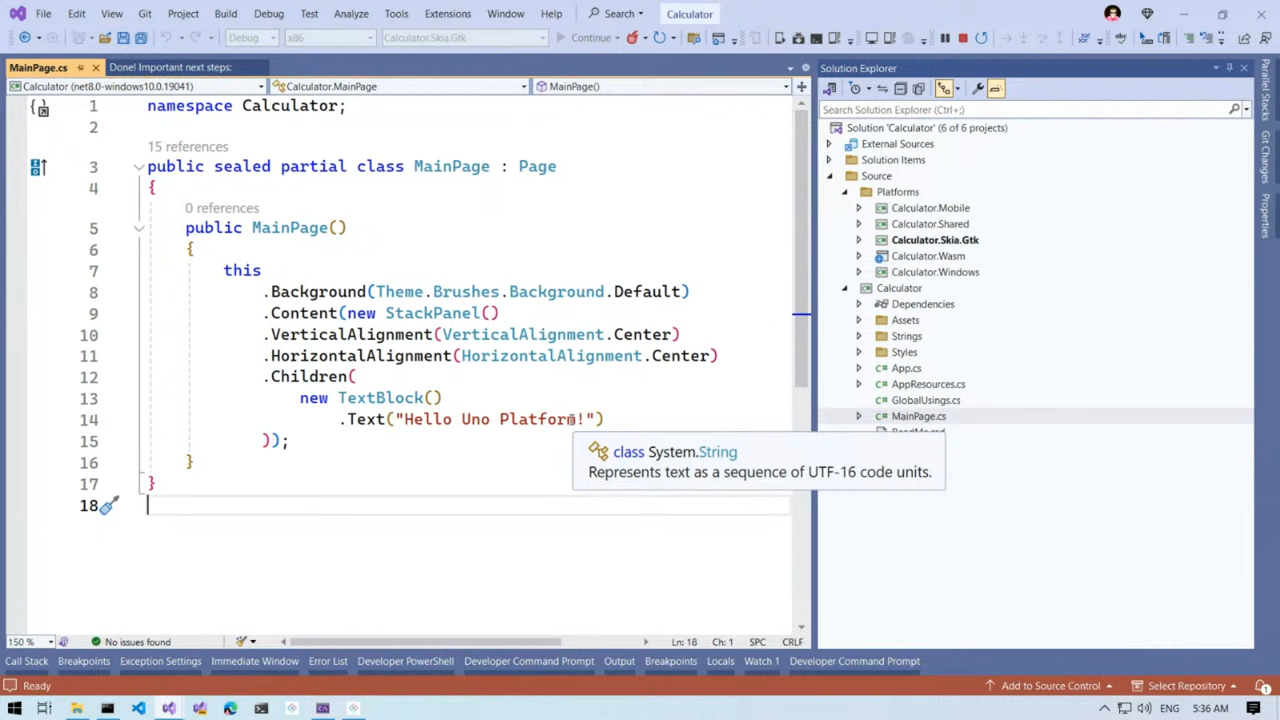 File Edit View Git Project Build Debug Test Analyze Tools Extensions Window Help Search Calculator
Debug x86 Calculator.Skia.Gtk Continue
MainPage.cs Done! Important next steps:
Calculator (net8.0-windows10.0.19041) Calculator.MainPage MainPage()
1 namespace Calculator;
2
15 references
3 public sealed partial class MainPage : Page
4 {
0 references
5 public MainPage()
6 {
7 this
8 .Background(Theme.Brushes.Background.Default)
9 .Content(new StackPanel()
10 .VerticalAlignment(VerticalAlignment.Center)
11 .HorizontalAlignment(HorizontalAlignment.Center)
12 .Children(
13 new TextBlock()
14 .Text("Hello Uno Platform!")
15 ));
16 }
17 }
18
class System.String
Represents text as a sequence of UTF-16 code units.
150 % No issues found Ln: 18 Ch: 1 SPC CRLF
Solution Explorer
Search Solution Explorer (Ctrl+;)
Solution 'Calculator' (6 of 6 projects)
External Sources
Solution Items
Source
Platforms
Calculator.Mobile
Calculator.Shared
Calculator.Skia.Gtk
Calculator.Wasm
Calculator.Windows
Calculator
Dependencies
Assets
Strings
Styles
App.cs
AppResources.cs
GlobalUsings.cs
MainPage.cs
Parallel Stacks
Git Changes
Properties
Call Stack Breakpoints Exception Settings Immediate Window Error List Developer PowerShell Developer Command Prompt Output Breakpoints Locals Watch 1 Developer Command Prompt
Ready Add to Source Control Select Repository 1
ENG 5:36 AM